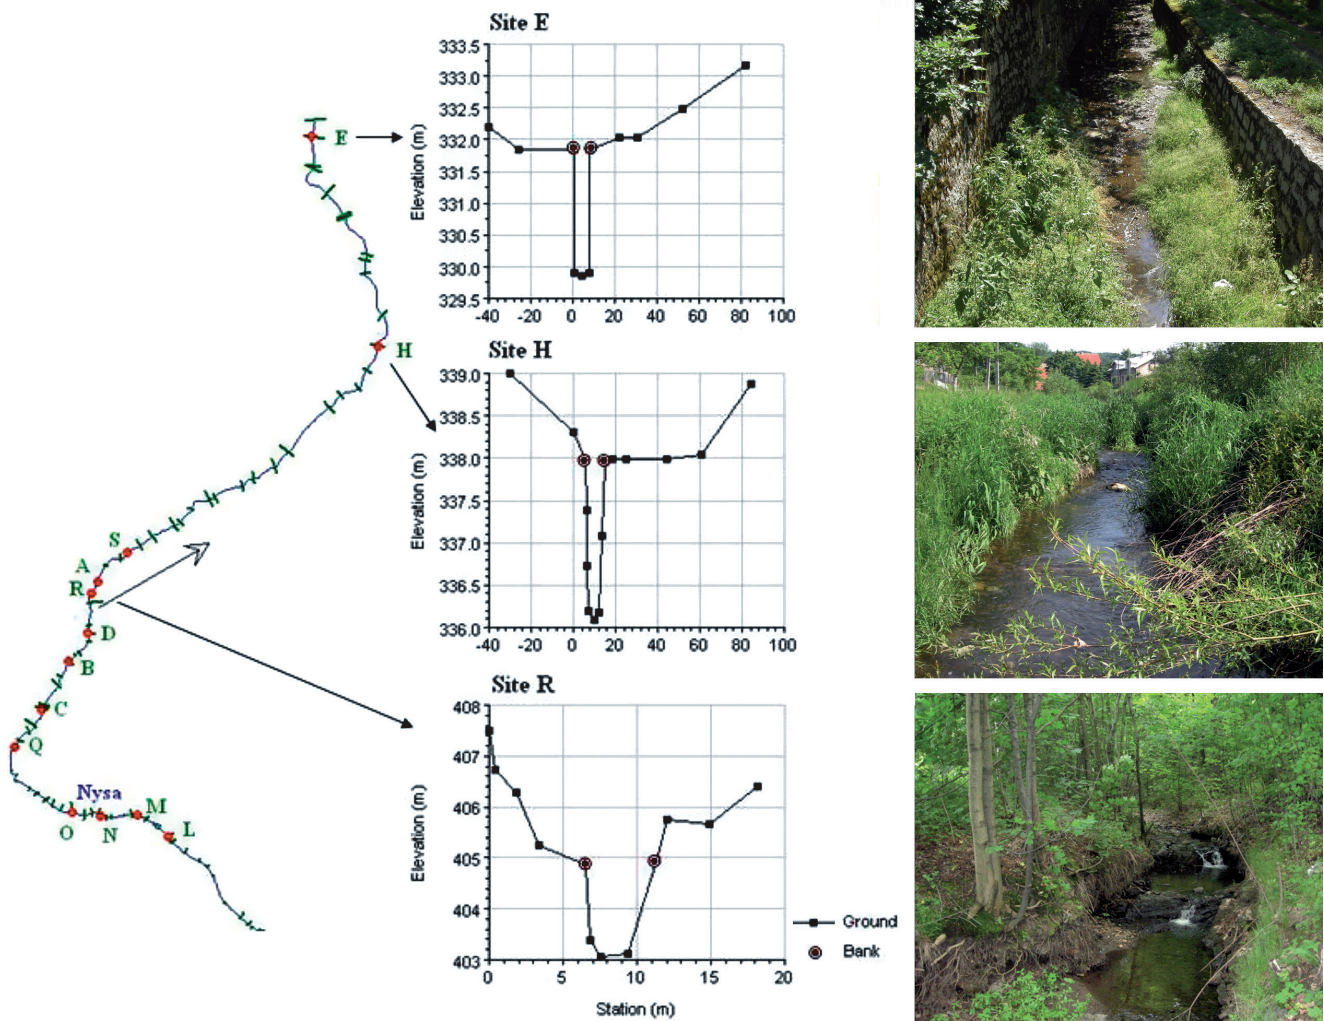 Site E
333.5
333.0
332.5
332.0
331.5
331.0
330.5
330.0
329.5
Elevation (m)
-40 -20 0 20 40 60 80 100
E
H
Site H
339.0
338.5
338.0
337.5
337.0
336.5
336.0
Elevation (m)
-40 -20 0 20 40 60 80 100
S
A
R
D
B
C
Q
Nysa
M
O N L
Site R
408
407
406
405
404
403
Elevation (m)
0 5 10 15 20
Station (m)
Ground
Bank